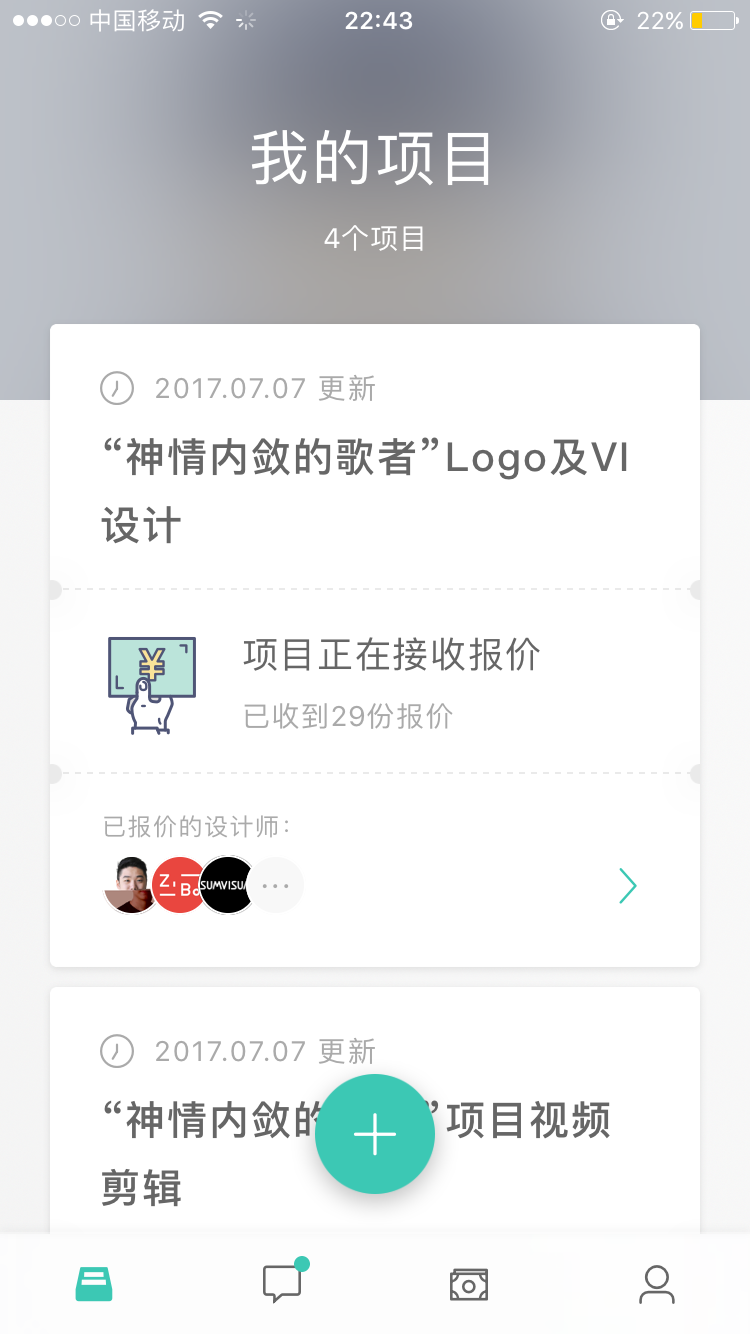 中国移动
22:43
22%
我的项目
4个项目
2017.07.07 更新
“神情内敛的歌者”Logo及VI
设计
¥
项目正在接收报价
已收到29份报价
已报价的设计师：
SUMVISU
2017.07.07 更新
“神情内敛的 ”项目视频
剪辑